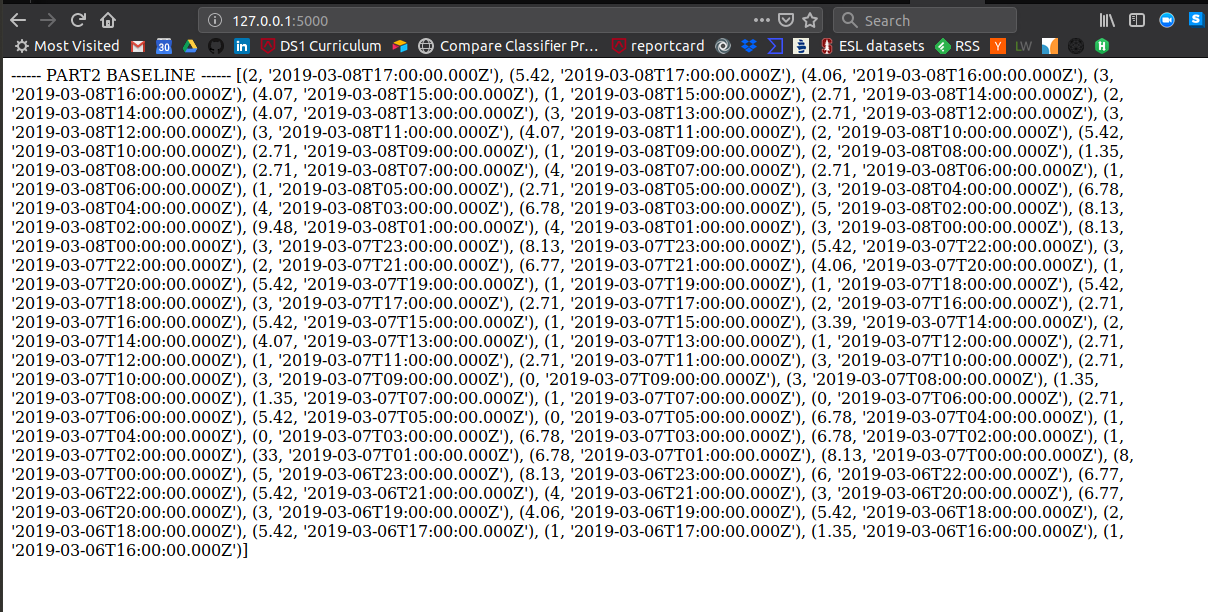 127.0.0.1:5000
Search
Most Visited
30
in
DS1 Curriculum
Compare Classifier Pr...
reportcard
ESL datasets
RSS
Y
LW
H
S
------ PART2 BASELINE ------ [(2, '2019-03-08T17:00:00.000Z'), (5.42, '2019-03-08T17:00:00.000Z'), (4.06, '2019-03-08T16:00:00.000Z'), (3,
'2019-03-08T16:00:00.000Z'), (4.07, '2019-03-08T15:00:00.000Z'), (1, '2019-03-08T15:00:00.000Z'), (2.71, '2019-03-08T14:00:00.000Z'), (2,
'2019-03-08T14:00:00.000Z'), (4.07, '2019-03-08T13:00:00.000Z'), (3, '2019-03-08T13:00:00.000Z'), (2.71, '2019-03-08T12:00:00.000Z'), (3,
'2019-03-08T12:00:00.000Z'), (3, '2019-03-08T11:00:00.000Z'), (4.07, '2019-03-08T11:00:00.000Z'), (2, '2019-03-08T10:00:00.000Z'), (5.42,
'2019-03-08T10:00:00.000Z'), (2.71, '2019-03-08T09:00:00.000Z'), (1, '2019-03-08T09:00:00.000Z'), (2, '2019-03-08T08:00:00.000Z'), (1.35,
'2019-03-08T08:00:00.000Z'), (2.71, '2019-03-08T07:00:00.000Z'), (4, '2019-03-08T07:00:00.000Z'), (2.71, '2019-03-08T06:00:00.000Z'), (1,
'2019-03-08T06:00:00.000Z'), (1, '2019-03-08T05:00:00.000Z'), (2.71, '2019-03-08T05:00:00.000Z'), (3, '2019-03-08T04:00:00.000Z'), (6.78,
'2019-03-08T04:00:00.000Z'), (4, '2019-03-08T03:00:00.000Z'), (6.78, '2019-03-08T03:00:00.000Z'), (5, '2019-03-08T02:00:00.000Z'), (8.13,
'2019-03-08T02:00:00.000Z'), (9.48, '2019-03-08T01:00:00.000Z'), (4, '2019-03-08T01:00:00.000Z'), (3, '2019-03-08T00:00:00.000Z'), (8.13,
'2019-03-08T00:00:00.000Z'), (3, '2019-03-07T23:00:00.000Z'), (8.13, '2019-03-07T23:00:00.000Z'), (5.42, '2019-03-07T22:00:00.000Z'), (3,
'2019-03-07T22:00:00.000Z'), (2, '2019-03-07T21:00:00.000Z'), (6.77, '2019-03-07T21:00:00.000Z'), (4.06, '2019-03-07T20:00:00.000Z'), (1,
'2019-03-07T20:00:00.000Z'), (5.42, '2019-03-07T19:00:00.000Z'), (1, '2019-03-07T19:00:00.000Z'), (1, '2019-03-07T18:00:00.000Z'), (5.42,
'2019-03-07T18:00:00.000Z'), (3, '2019-03-07T17:00:00.000Z'), (2.71, '2019-03-07T17:00:00.000Z'), (2, '2019-03-07T16:00:00.000Z'), (2.71,
'2019-03-07T16:00:00.000Z'), (5.42, '2019-03-07T15:00:00.000Z'), (1, '2019-03-07T15:00:00.000Z'), (3.39, '2019-03-07T14:00:00.000Z'), (2,
'2019-03-07T14:00:00.000Z'), (4.07, '2019-03-07T13:00:00.000Z'), (1, '2019-03-07T13:00:00.000Z'), (1, '2019-03-07T12:00:00.000Z'), (2.71,
'2019-03-07T12:00:00.000Z'), (1, '2019-03-07T11:00:00.000Z'), (2.71, '2019-03-07T11:00:00.000Z'), (3, '2019-03-07T10:00:00.000Z'), (2.71,
'2019-03-07T10:00:00.000Z'), (3, '2019-03-07T09:00:00.000Z'), (0, '2019-03-07T09:00:00.000Z'), (3, '2019-03-07T08:00:00.000Z'), (1.35,
'2019-03-07T08:00:00.000Z'), (1.35, '2019-03-07T07:00:00.000Z'), (1, '2019-03-07T07:00:00.000Z'), (0, '2019-03-07T06:00:00.000Z'), (2.71,
'2019-03-07T06:00:00.000Z'), (5.42, '2019-03-07T05:00:00.000Z'), (0, '2019-03-07T05:00:00.000Z'), (6.78, '2019-03-07T04:00:00.000Z'), (1,
'2019-03-07T04:00:00.000Z'), (0, '2019-03-07T03:00:00.000Z'), (6.78, '2019-03-07T03:00:00.000Z'), (6.78, '2019-03-07T02:00:00.000Z'), (1,
'2019-03-07T02:00:00.000Z'), (33, '2019-03-07T01:00:00.000Z'), (6.78, '2019-03-07T01:00:00.000Z'), (8.13, '2019-03-07T00:00:00.000Z'), (8,
'2019-03-07T00:00:00.000Z'), (5, '2019-03-06T23:00:00.000Z'), (8.13, '2019-03-06T23:00:00.000Z'), (6, '2019-03-06T22:00:00.000Z'), (6.77,
'2019-03-06T22:00:00.000Z'), (5.42, '2019-03-06T21:00:00.000Z'), (4, '2019-03-06T21:00:00.000Z'), (3, '2019-03-06T20:00:00.000Z'), (6.77,
'2019-03-06T20:00:00.000Z'), (3, '2019-03-06T19:00:00.000Z'), (4.06, '2019-03-06T19:00:00.000Z'), (5.42, '2019-03-06T18:00:00.000Z'), (2,
'2019-03-06T18:00:00.000Z'), (5.42, '2019-03-06T17:00:00.000Z'), (1, '2019-03-06T17:00:00.000Z'), (1.35, '2019-03-06T16:00:00.000Z'), (1,
'2019-03-06T16:00:00.000Z')]